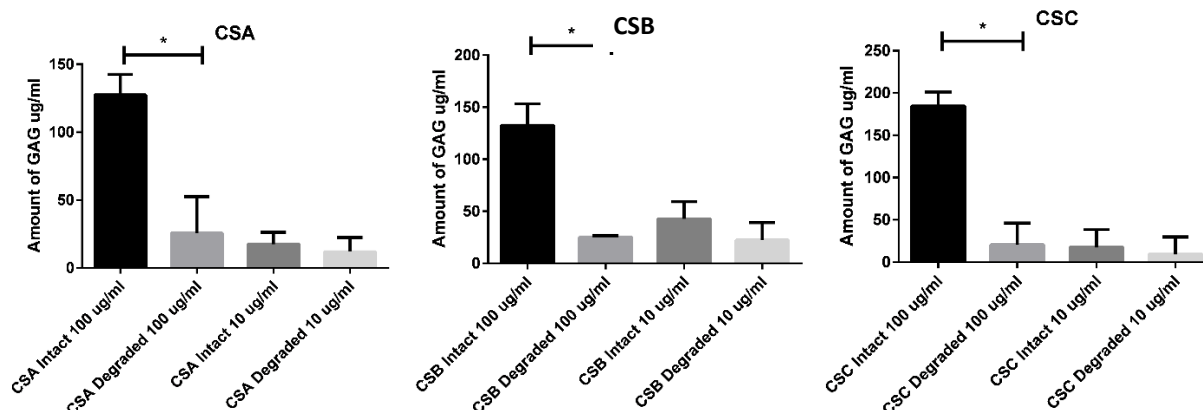 CSA
*
Amount of GAG ug/ml
150
100
50
0
CSA Intact 100 ug/ml
CSA Degraded 100 ug/ml
CSA Intact 10 ug/ml
CSA Degraded 10 ug/ml
CSB
*
Amount of GAG ug/ml
200
150
100
50
0
CSB Intact 100 ug/ml
CSB Degraded 100 ug/ml
CSB Intact 10 ug/ml
CSB Degraded 10 ug/ml
CSC
*
Amount of GAG ug/ml
250
200
150
100
50
0
CSC Intact 100 ug/ml
CSC Degraded 100 ug/ml
CSC Intact 10 ug/ml
CSC Degraded 10 ug/ml